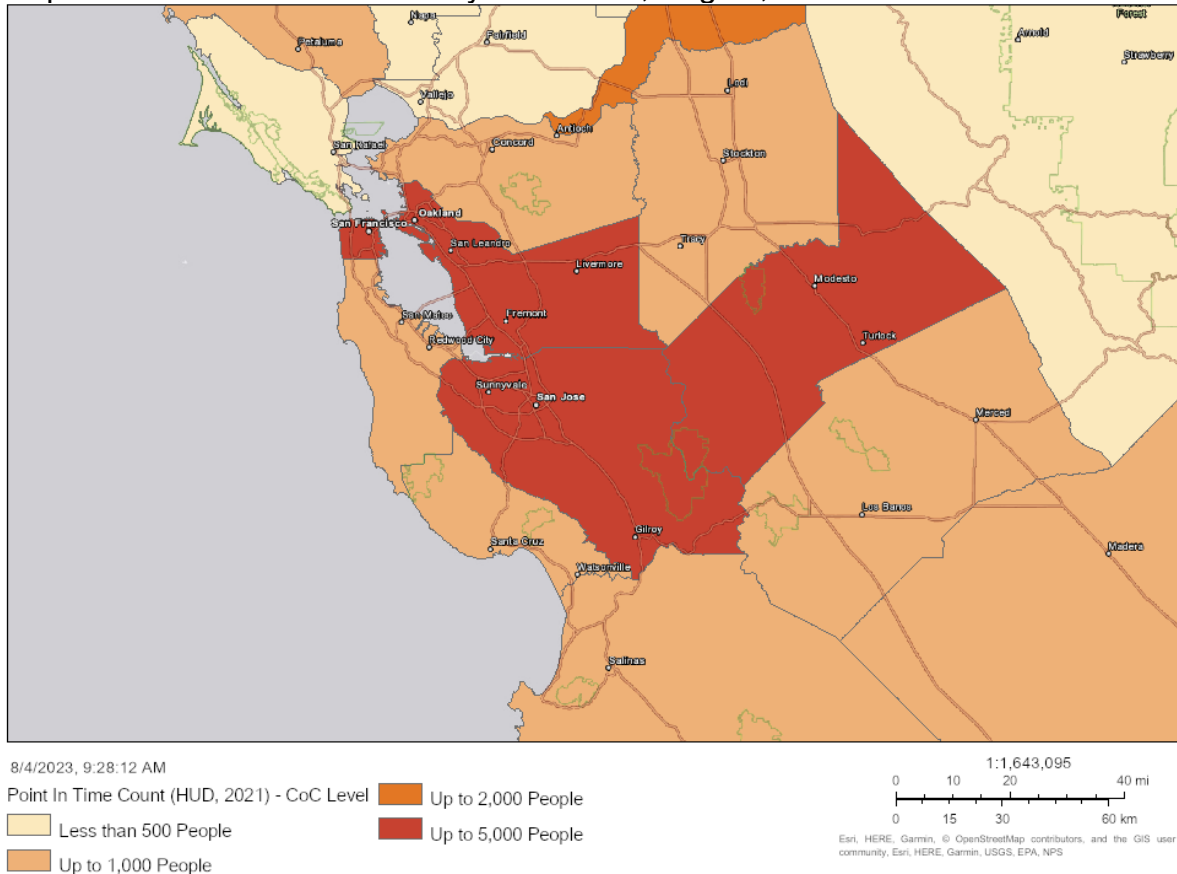 Forest
Napa
Arnold
Petaluma
Fairfield
Strawberry
Vallejo
Lodi
Antioch
San Rafael
Concord
Stockton
Oakland
San Francisco
San Leandro
Tracy
Livermore
Modesto
San Mateo
Fremont
Redwood City
Turlock
Sunnyvale
San Jose
Merced
Los Banos
Gilroy
Santa Cruz
Madera
Watsonville
Salinas
8/4/2023, 9:28:12 AM
Point In Time Count (HUD, 2021) - CoC Level
Less than 500 People
Up to 1,000 People
Up to 2,000 People
Up to 5,000 People
1:1,643,095
0 10 20 40 mi
0 15 30 60 km
Esri, HERE, Garmin, © OpenStreetMap contributors, and the GIS user
community, Esri, HERE, Garmin, USGS, EPA, NPS